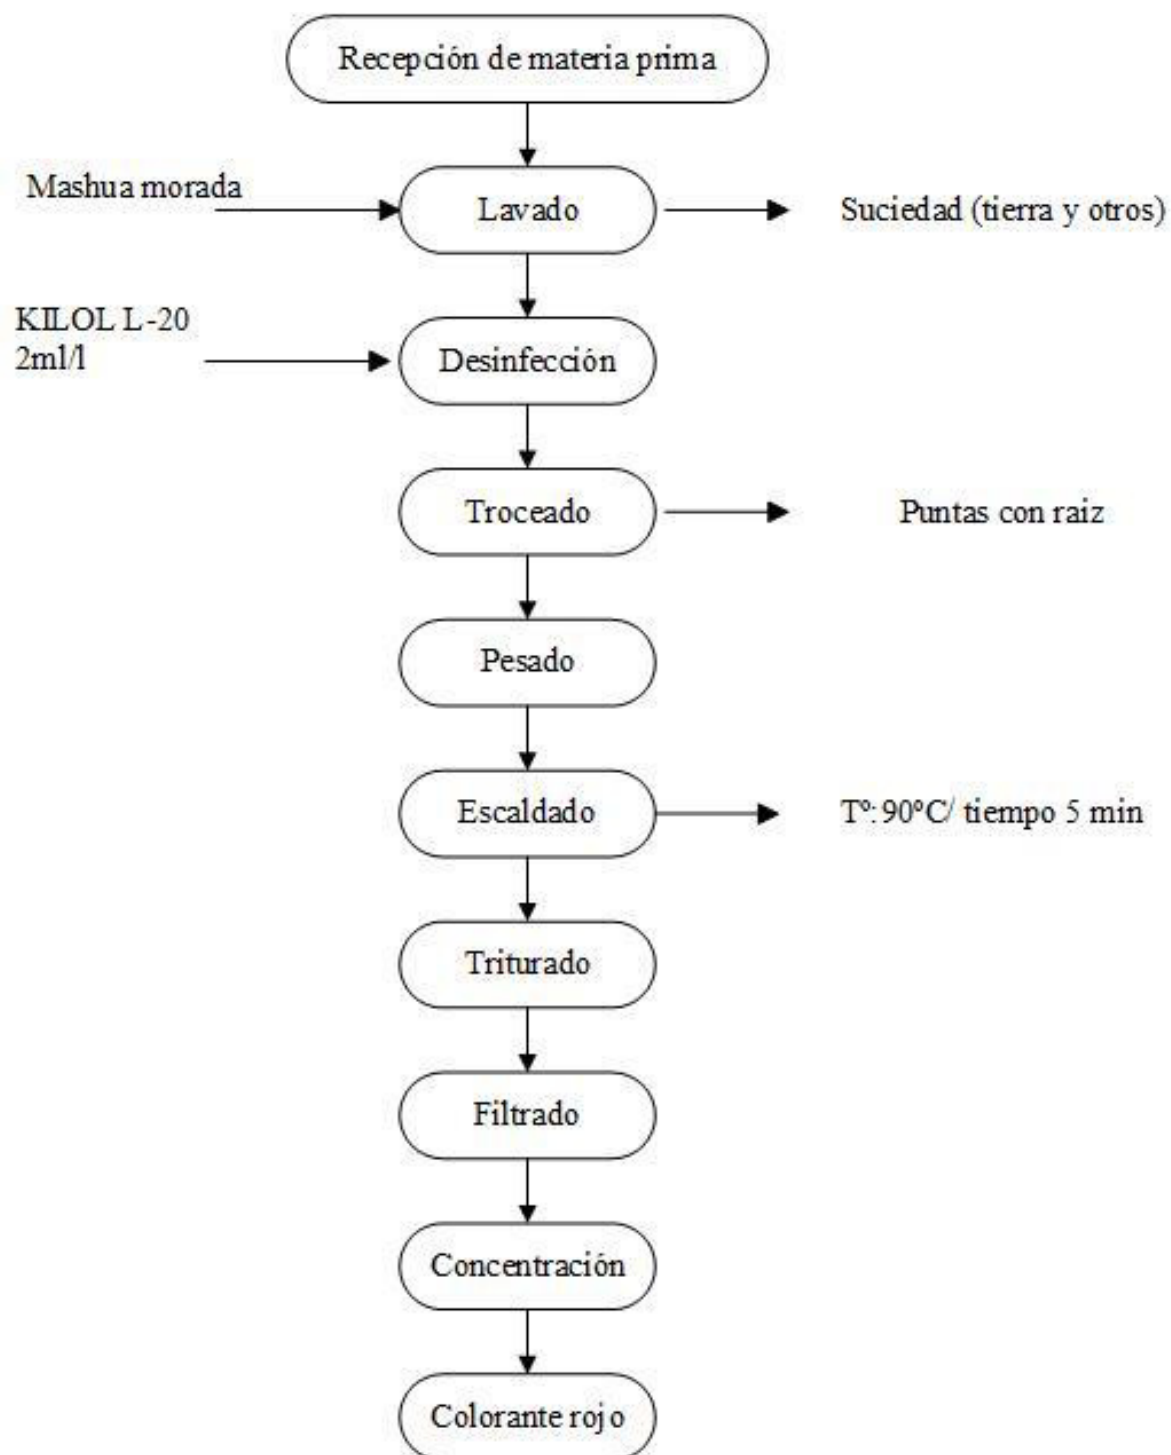 Recepción de materia prima
Mashua morada
Lavado
Suciedad (tierra y otros)
KILOL L-20
2ml/l
Desinfección
Troceado
Puntas con raiz
Pesado
Escaldado
Tº:90ºC/ tiempo 5 min
Triturado
Filtrado
Concentración
Colorante rojo